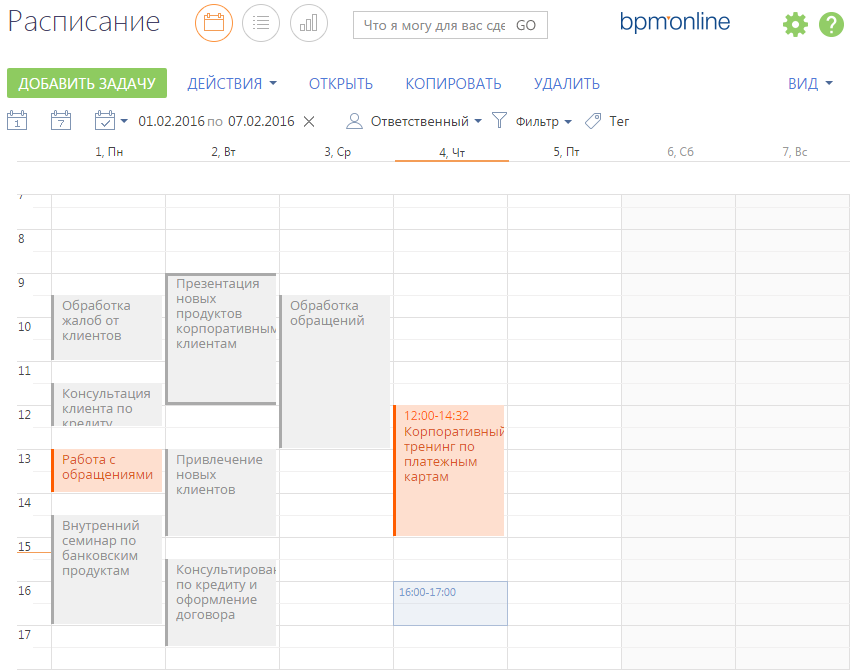 Расписание
Что я могу для вас сде GO
bpm'online
?
ДОБАВИТЬ ЗАДАЧУ ДЕЙСТВИЯ ОТКРЫТЬ КОПИРОВАТЬ УДАЛИТЬ ВИД
1 7 01.02.2016 по 07.02.2016 Ответственный Фильтр Тег
1, Пн 2, Вт 3, Ср 4, Чт 5, Пт 6, Сб 7, Вс
7
8
9
10
11
12
13
14
15
16
17
Обработка
жалоб от
клиентов
Консультация
клиента по
кредиту
Работа с
обращениями
Внутренний
семинар по
банковским
продуктам
Презентация
новых
продуктов
корпоративным
клиентам
Привлечение
новых
клиентов
Консультирован
по кредиту и
оформление
договора
Обработка
обращений
12:00-14:32
Корпоративный
тренинг по
платежным
картам
16:00-17:00